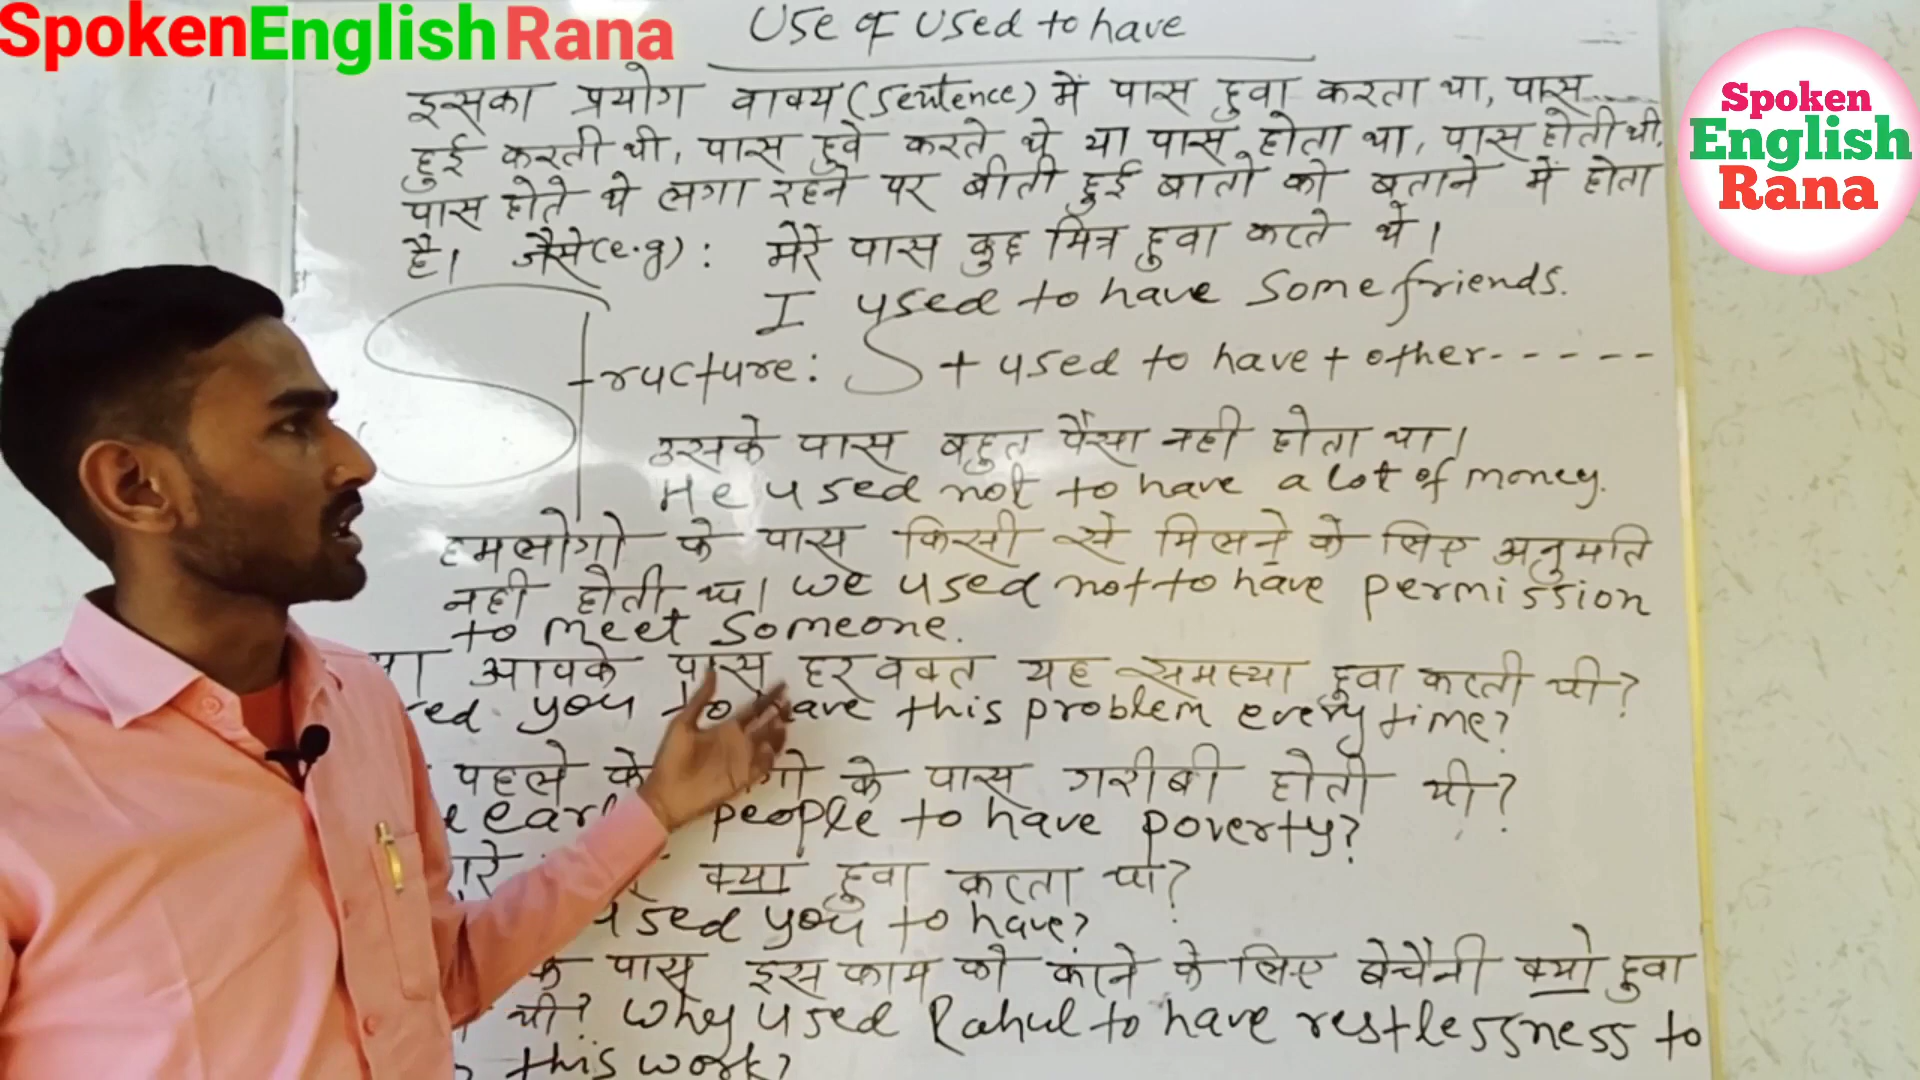 SpokenEnglish Rana
Use of used to have
Spoken
English
Rana
इसका प्रयोग वाक्य (Sentence) में पास हुवा करता था, पास
हुई करती थी, पास हुवे करते थे या पास होता था, पास होती थी,
पास होते थे लगा रहने पर बीती हुई बातो को बताने में होता
है। जैसे (e.g) : मेरे पास कुछ मित्र हुवा करते थे।
I used to have Some friends.
Structure: S + used to have + other-----
उसके पास बहुत पैसा नही होता था।
He used not to have a lot of money.
हमलोगो के पास किसी से मिलने के लिए अनुमति
नही होती थी। we used not to have permission
to meet Someone.
आपके पास हर वक्त यह समस्या हुवा करती थी?
you to have this problem every time?
पहले के के पास गरीबी होती थी?
people to have poverty?
क्या हुवा करता था?
used you to have?
के पास इस काम को करने के लिए बेचैनी क्यो हुवा
थी? Why used Rahul to have restlessness to
this work?